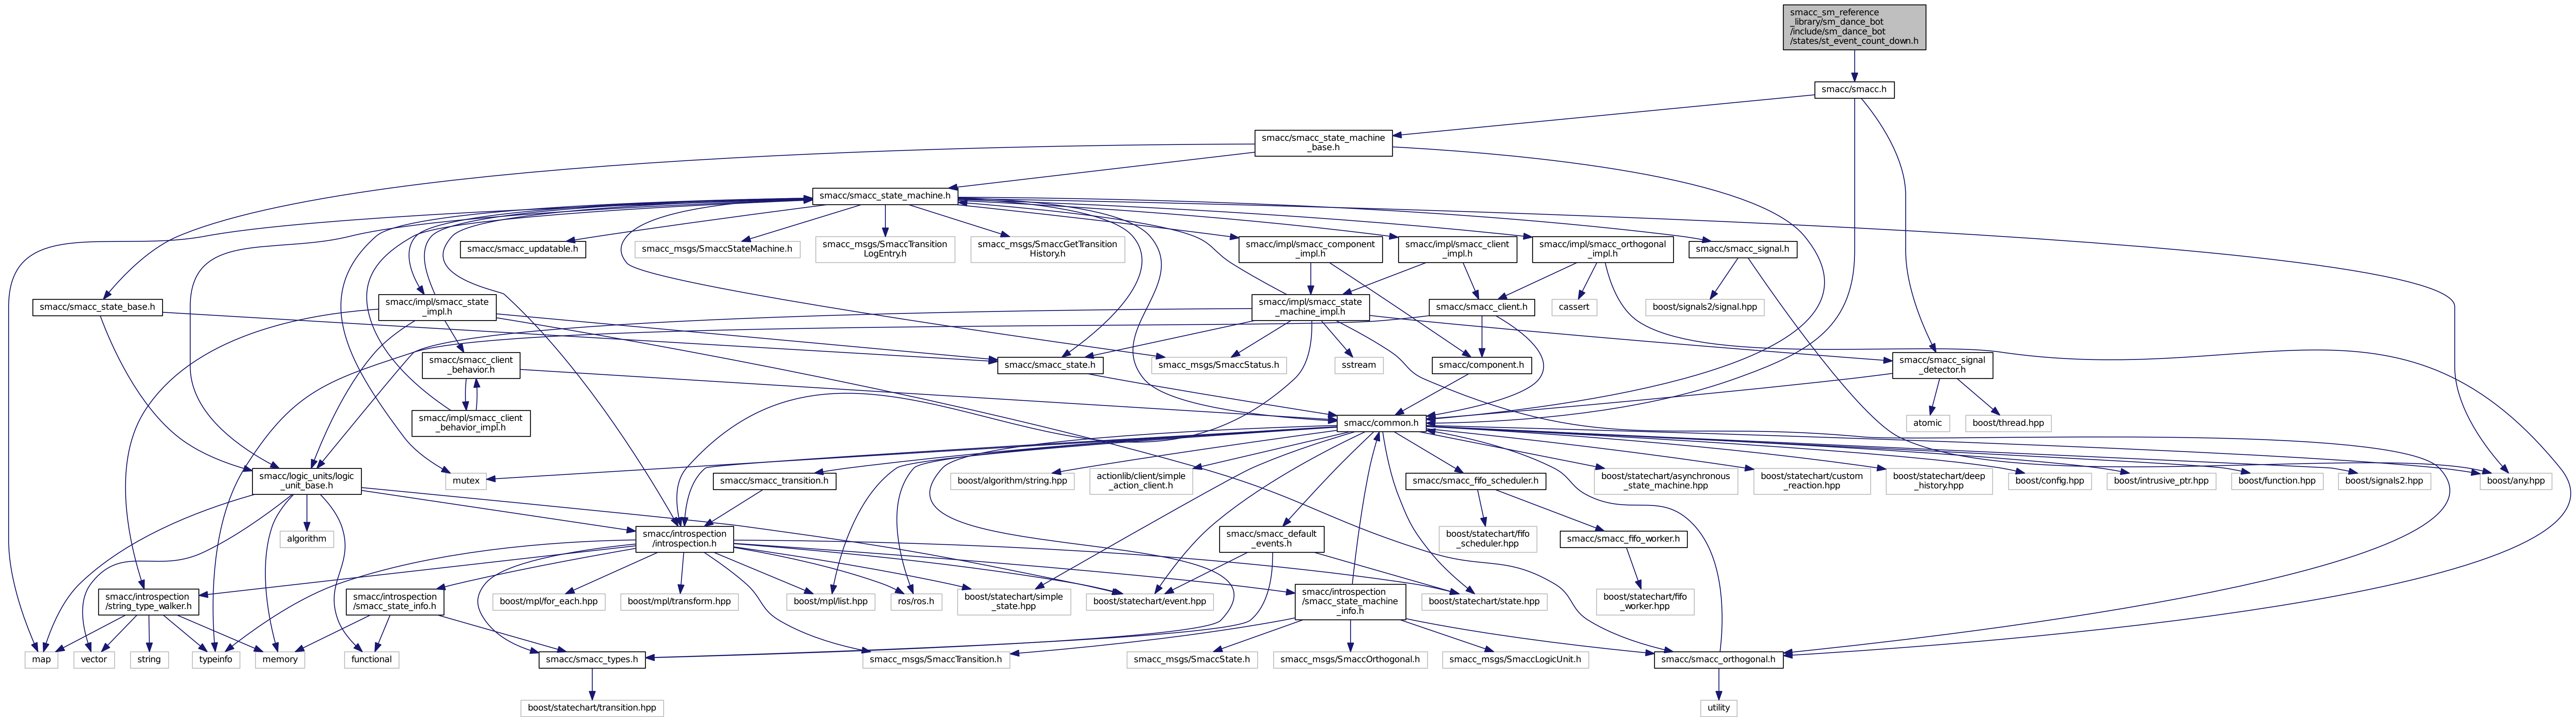 smacc_sm_reference
_library/sm_dance_bot
/include/sm_dance_bot
/states/st_event_count_down.h
smacc/smacc.h
smacc/smacc_state_machine
_base.h
smacc/smacc_state_machine.h
smacc/smacc_updatable.h
smacc_msgs/SmaccStateMachine.h
smacc_msgs/SmaccTransition
LogEntry.h
smacc_msgs/SmaccGetTransition
History.h
smacc/impl/smacc_component
_impl.h
smacc/impl/smacc_client
_impl.h
smacc/impl/smacc_orthogonal
_impl.h
smacc/smacc_signal.h
smacc/smacc_state_base.h
smacc/impl/smacc_state
_impl.h
smacc/impl/smacc_state
_machine_impl.h
smacc/smacc_client.h
cassert
boost/signals2/signal.hpp
smacc/smacc_client
_behavior.h
smacc/smacc_state.h
smacc_msgs/SmaccStatus.h
sstream
smacc/component.h
smacc/smacc_signal
_detector.h
smacc/impl/smacc_client
_behavior_impl.h
smacc/common.h
atomic
boost/thread.hpp
smacc/logic_units/logic
_unit_base.h
mutex
smacc/smacc_transition.h
boost/algorithm/string.hpp
actionlib/client/simple
_action_client.h
smacc/smacc_fifo_scheduler.h
boost/statechart/asynchronous
_state_machine.hpp
boost/statechart/custom
_reaction.hpp
boost/statechart/deep
_history.hpp
boost/config.hpp
boost/intrusive_ptr.hpp
boost/function.hpp
boost/signals2.hpp
boost/any.hpp
algorithm
smacc/introspection
/introspection.h
smacc/smacc_default
_events.h
boost/statechart/fifo
_scheduler.hpp
smacc/smacc_fifo_worker.h
smacc/introspection
/string_type_walker.h
smacc/introspection
/smacc_state_info.h
boost/mpl/for_each.hpp
boost/mpl/transform.hpp
boost/mpl/list.hpp
ros/ros.h
boost/statechart/simple
_state.hpp
boost/statechart/event.hpp
smacc/introspection
/smacc_state_machine
_info.h
boost/statechart/state.hpp
boost/statechart/fifo
_worker.hpp
map
vector
string
typeinfo
memory
functional
smacc/smacc_types.h
smacc_msgs/SmaccTransition.h
smacc_msgs/SmaccState.h
smacc_msgs/SmaccOrthogonal.h
smacc_msgs/SmaccLogicUnit.h
smacc/smacc_orthogonal.h
boost/statechart/transition.hpp
utility